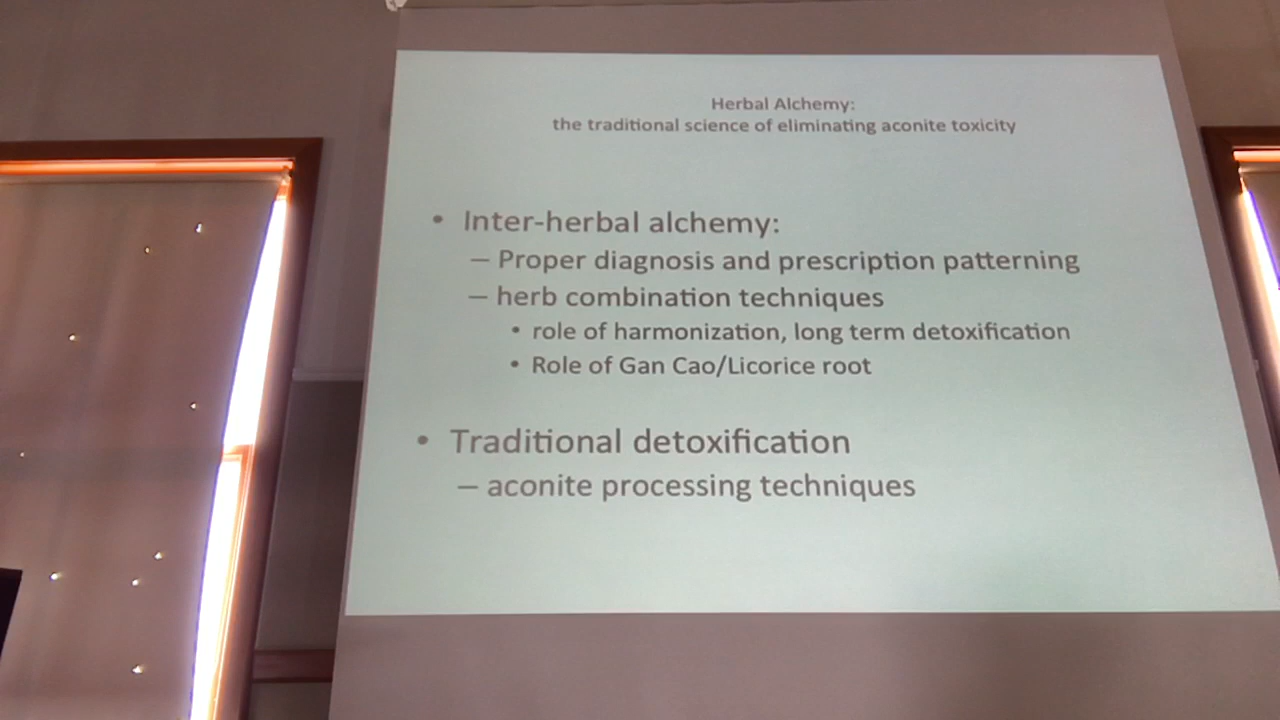 Herbal Alchemy:
the traditional science of eliminating aconite toxicity
• Inter-herbal alchemy:
– Proper diagnosis and prescription patterning
– herb combination techniques
• role of harmonization, long term detoxification
• Role of Gan Cao/Licorice root
• Traditional detoxification
– aconite processing techniques